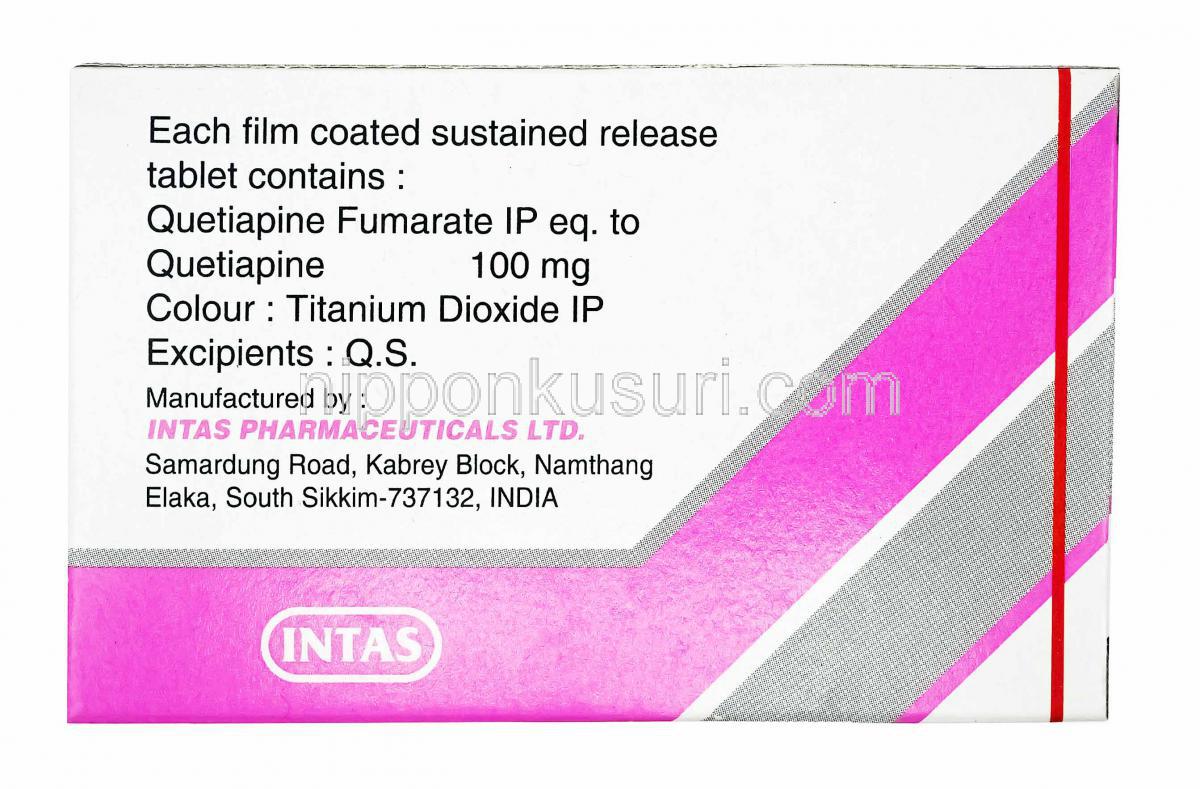 Each film coated sustained release
tablet contains :
Quetiapine Fumarate IP eq. to
Quetiapine 100 mg
Colour : Titanium Dioxide IP
Excipients : Q.S.
nipponkusuri.com
Manufactured by :
INTAS PHARMACEUTICALS LTD.
Samardung Road, Kabrey Block, Namthang
Elaka, South Sikkim-737132, INDIA
INTAS